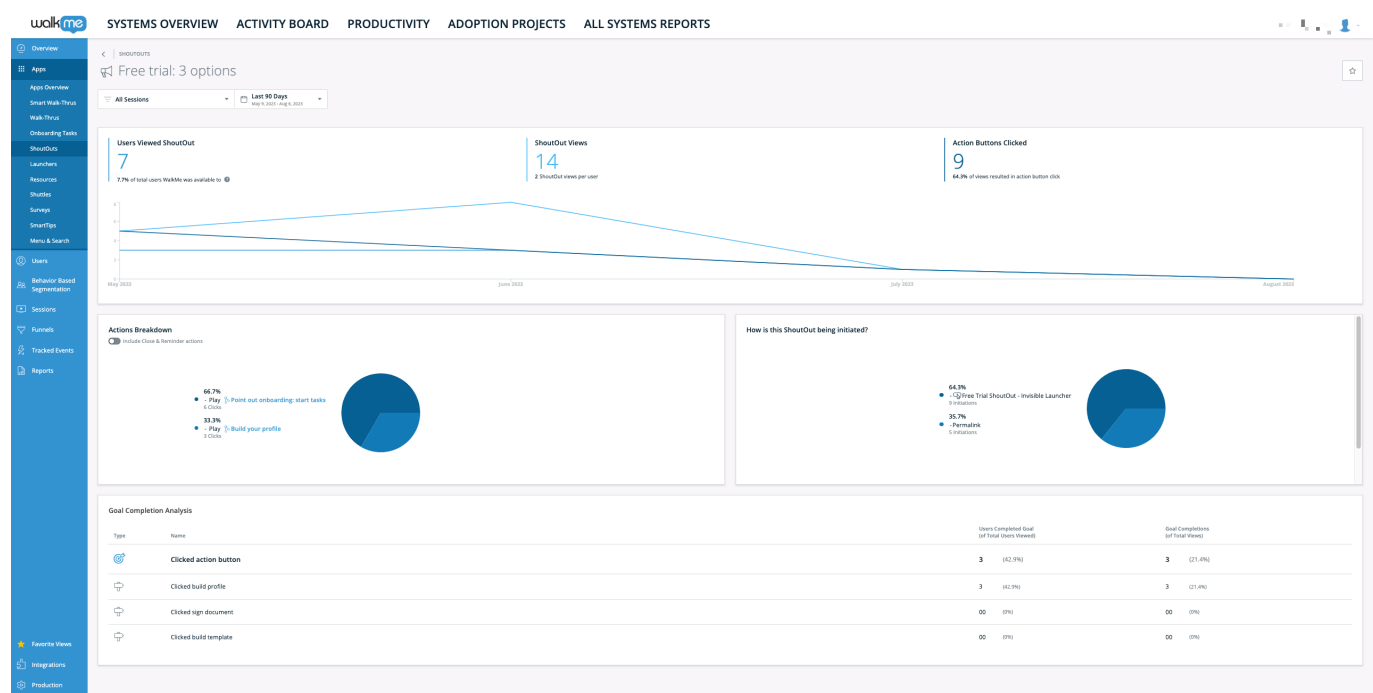 walkme
SYSTEMS OVERVIEW ACTIVITY BOARD PRODUCTIVITY ADOPTION PROJECTS ALL SYSTEMS REPORTS
Overview
Apps
Apps Overview
Smart Walk-Thrus
Walk-Thrus
Onboarding Tasks
ShoutOuts
Launchers
Resources
Shuttles
Surveys
SmartTips
Menu & Search
Users
Behavior Based
Segmentation
Sessions
Funnels
Tracked Events
Reports
Favorite Views
Integrations
Production
SHOUTOUTS
Free trial: 3 options
All Sessions
Last 90 Days
May 9, 2023 - Aug 6, 2023
Users Viewed ShoutOut
7
7.7% of total users WalkMe was available to
ShoutOut Views
14
2 ShoutOut views per user
Action Buttons Clicked
9
64.3% of views resulted in action button click
May 2023 June 2023 July 2023 August 2023
Actions Breakdown
Include Close & Reminder actions
66.7%
- Play Point out onboarding: start tasks
6 Clicks
33.3%
- Play Build your profile
3 Clicks
How is this ShoutOut being initiated?
64.3%
- Free Trial ShoutOut - Invisible Launcher
9 Initiations
35.7%
- Permalink
5 Initiations
Goal Completion Analysis
Type Name Users Completed Goal Goal Completions
(of Total Users Viewed) (of Total Views)
Clicked action button 3 (42.9%) 3 (21.4%)
Clicked build profile 3 (42.9%) 3 (21.4%)
Clicked sign document 00 (0%) 00 (0%)
Clicked build template 00 (0%) 00 (0%)